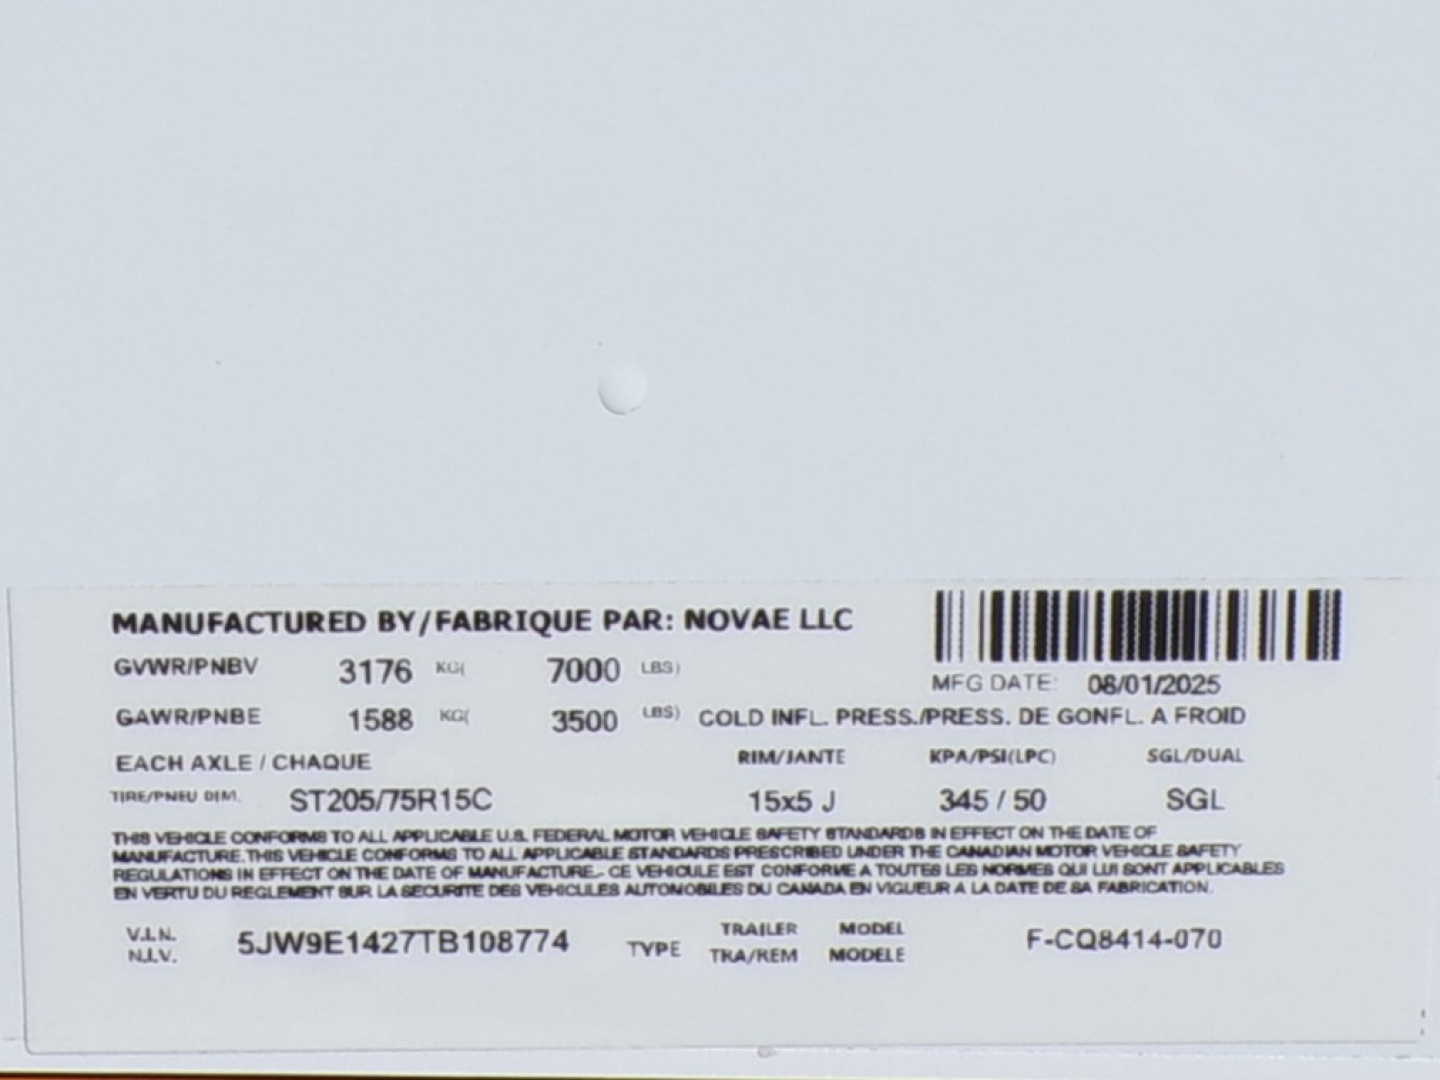 MANUFACTURED BY/FABRIQUE PAR: NOVAE LLC
GVWR/PNBV 3176 KG( 7000 LBS)
MFG DATE: 08/01/2025
GAWR/PNBE 1588 KG( 3500 LBS) COLD INFL. PRESS./PRESS. DE GONFL. A FROID
EACH AXLE / CHAQUE RIM/JANTE KPA/PSI(LPC) SGL/DUAL
TIRE/PNEU DIM. ST205/75R15C 15x5 J 345 / 50 SGL
THIS VEHICLE CONFORMS TO ALL APPLICABLE U.S. FEDERAL MOTOR VEHICLE SAFETY STANDARDS IN EFFECT ON THE DATE OF
MANUFACTURE.THIS VEHICLE CONFORMS TO ALL APPLICABLE STANDARDS PRESCRIBED UNDER THE CANADIAN MOTOR VEHICLE SAFETY
REGULATIONS IN EFFECT ON THE DATE OF MANUFACTURE.- CE VEHICULE EST CONFORME A TOUTES LES NORMES QUI LUI SONT APPLICABLES
EN VERTU DU REGLEMENT SUR LA SECURITE DES VEHICULES AUTOMOBILES DU CANADA EN VIGUEUR A LA DATE DE SA FABRICATION.
V.I.N. 5JW9E1427TB108774 TYPE TRAILER MODEL F-CQ8414-070
N.I.V. TRA/REM MODELE